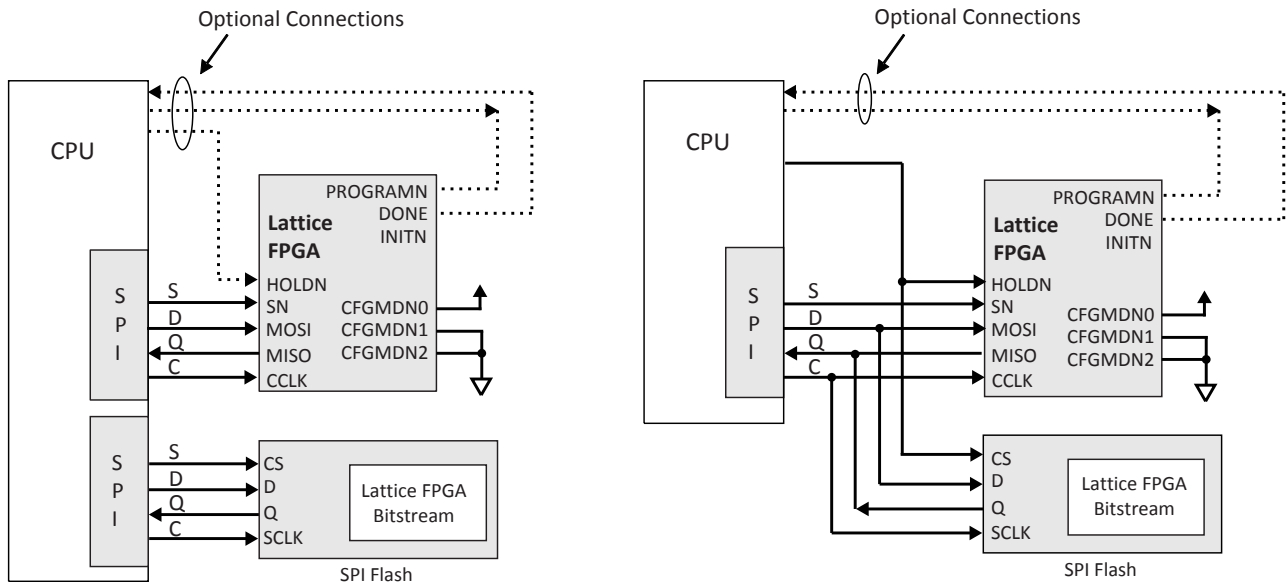 Optional Connections
CPU
PROGRAMN
DONE
INITN
Lattice
FPGA
HOLDN
SN
MOSI
MISO
CCLK
CFGMDN0
CFGMDN1
CFGMDN2
S
P
I
S
D
Q
C
S
P
I
S
D
Q
C
CS
D
Q
SCLK
Lattice FPGA
Bitstream
SPI Flash
Optional Connections
CPU
PROGRAMN
DONE
INITN
Lattice
FPGA
HOLDN
SN
MOSI
MISO
CCLK
CFGMDN0
CFGMDN1
CFGMDN2
S
P
I
S
D
Q
C
CS
D
Q
SCLK
Lattice FPGA
Bitstream
SPI Flash